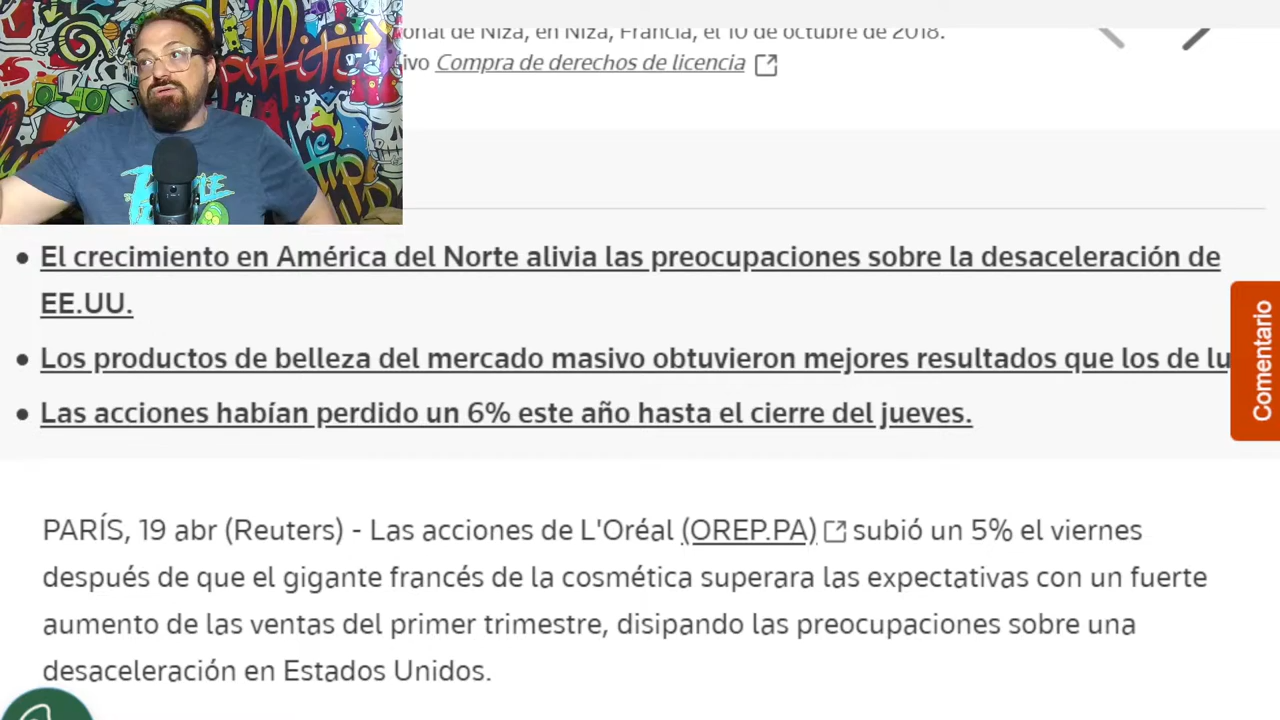 onal de Niza, en Niza, Francia, el 10 de octubre de 2018.
Compra de derechos de licencia
• El crecimiento en América del Norte alivia las preocupaciones sobre la desaceleración de
EE.UU.
• Los productos de belleza del mercado masivo obtuvieron mejores resultados que los de lu
• Las acciones habían perdido un 6% este año hasta el cierre del jueves.
Comentario
PARÍS, 19 abr (Reuters) - Las acciones de L'Oréal (OREP.PA) subió un 5% el viernes
después de que el gigante francés de la cosmética superara las expectativas con un fuerte
aumento de las ventas del primer trimestre, disipando las preocupaciones sobre una
desaceleración en Estados Unidos.